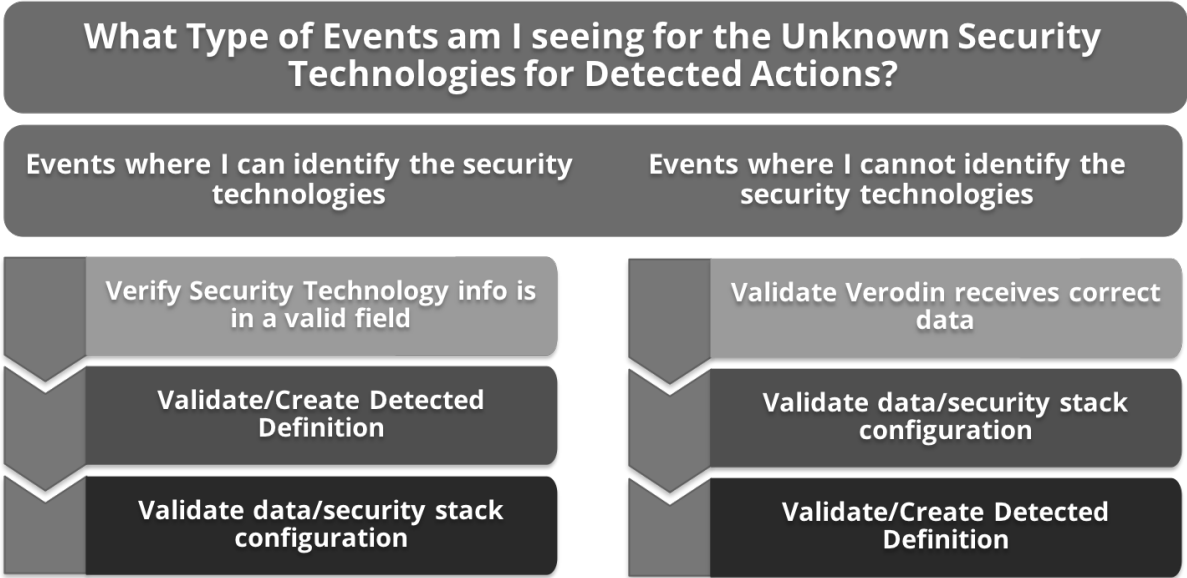 What Type of Events am I seeing for the Unknown Security
Technologies for Detected Actions?
Events where I can identify the security
technologies
Events where I cannot identify the
security technologies
Verify Security Technology info is
in a valid field
Validate/Create Detected
Definition
Validate data/security stack
configuration
Validate Verodin receives correct
data
Validate data/security stack
configuration
Validate/Create Detected
Definition